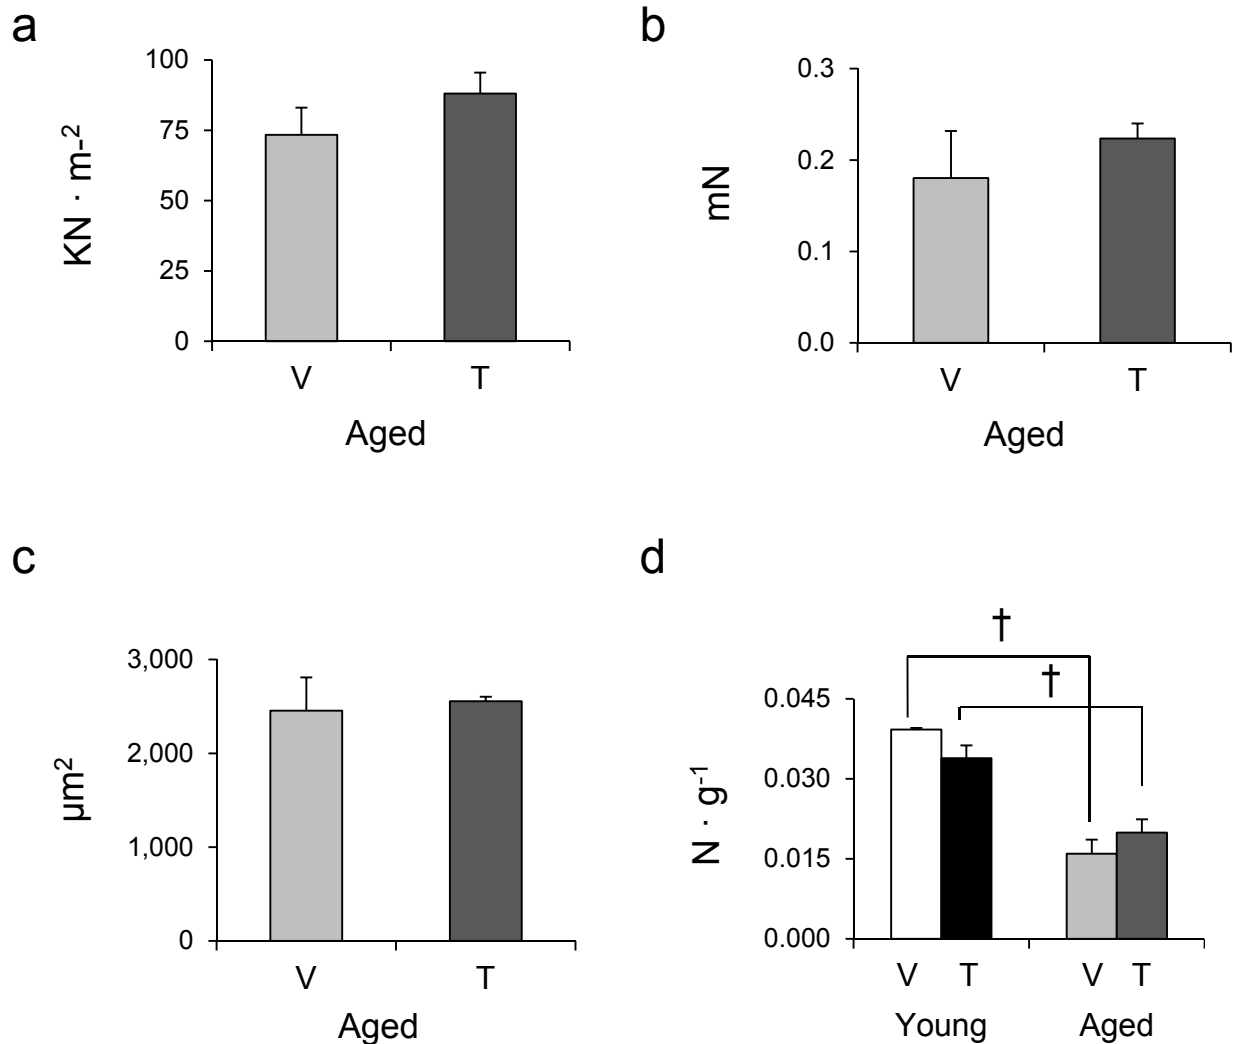 a
100
75
50
25
0
KN · m-²
V T
Aged
b
0.3
0.2
0.1
0.0
mN
V T
Aged
c
3,000
2,000
1,000
0
µm²
V T
Aged
d
†
†
0.045
0.030
0.015
0.000
N · g⁻¹
V T V T
Young Aged